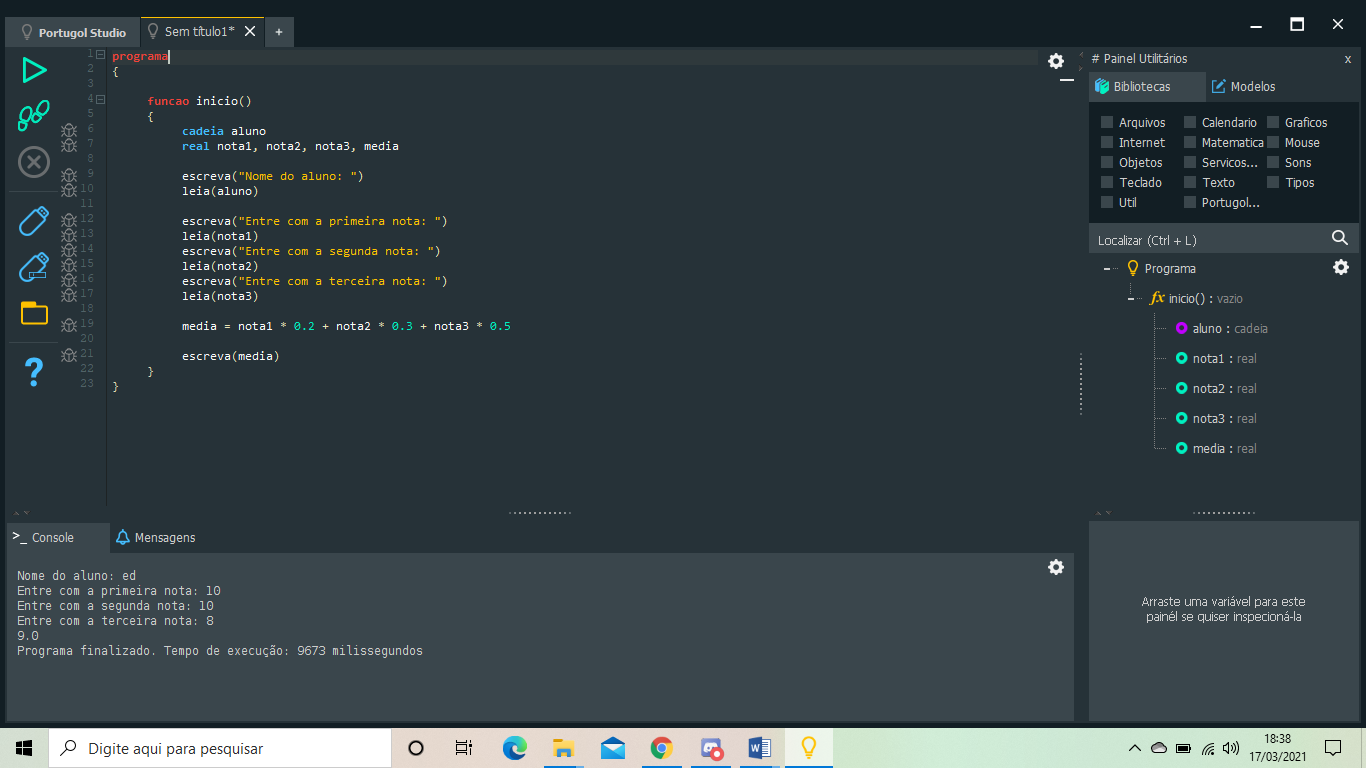 Portugol Studio
Sem título1*
+
1 programa
2 {
3
4 funcao inicio()
5 {
6 cadeia aluno
7 real nota1, nota2, nota3, media
8
9 escreva("Nome do aluno: ")
10 leia(aluno)
11
12 escreva("Entre com a primeira nota: ")
13 leia(nota1)
14 escreva("Entre com a segunda nota: ")
15 leia(nota2)
16 escreva("Entre com a terceira nota: ")
17 leia(nota3)
18
19 media = nota1 * 0.2 + nota2 * 0.3 + nota3 * 0.5
20
21 escreva(media)
22 }
23 }
# Painel Utilitários x
Bibliotecas Modelos
Arquivos Calendario Graficos
Internet Matematica Mouse
Objetos Servicos... Sons
Teclado Texto Tipos
Util Portugol...
Localizar (Ctrl + L)
Programa
fx inicio() : vazio
aluno : cadeia
nota1 : real
nota2 : real
nota3 : real
media : real
Arraste uma variável para este
painél se quiser inspecioná-la
>_ Console Mensagens
Nome do aluno: ed
Entre com a primeira nota: 10
Entre com a segunda nota: 10
Entre com a terceira nota: 8
9.0
Programa finalizado. Tempo de execução: 9673 milissegundos
Digite aqui para pesquisar
18:38
17/03/2021